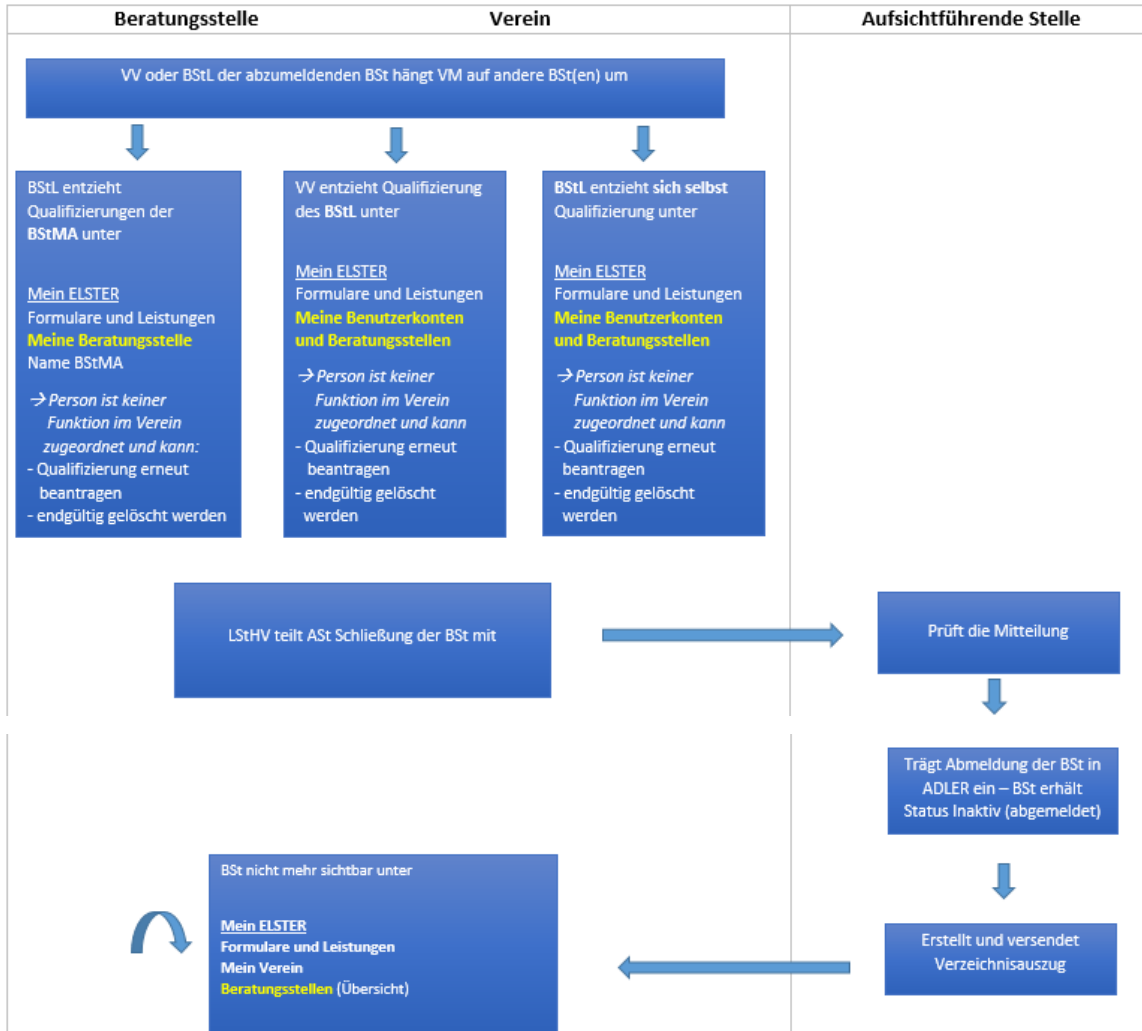 Beratungsstelle
Verein
Aufsichtführende Stelle
VV oder BStL der abzumeldenden BSt hängt VM auf andere BSt(en) um
BStL entzieht
Qualifizierungen der
BStMA unter
Mein ELSTER
Formulare und Leistungen
Meine Beratungsstelle
Name BStMA
→ Person ist keiner
Funktion im Verein
zugeordnet und kann:
- Qualifizierung erneut
beantragen
- endgültig gelöscht werden
VV entzieht Qualifizierung
des BStL unter
Mein ELSTER
Formulare und Leistungen
Meine Benutzerkonten
und Beratungsstellen
→ Person ist keiner
Funktion im Verein
zugeordnet und kann
- Qualifizierung erneut
beantragen
- endgültig gelöscht
werden
BStL entzieht sich selbst
Qualifizierung unter
Mein ELSTER
Formulare und Leistungen
Meine Benutzerkonten
und Beratungsstellen
→ Person ist keiner
Funktion im Verein
zugeordnet und kann
- Qualifizierung erneut
beantragen
- endgültig gelöscht
werden
LStHV teilt ASt Schließung der BSt mit
Prüft die Mitteilung
Trägt Abmeldung der BSt in
ADLER ein – BSt erhält
Status Inaktiv (abgemeldet)
Erstellt und versendet
Verzeichnisauszug
BSt nicht mehr sichtbar unter
Mein ELSTER
Formulare und Leistungen
Mein Verein
Beratungsstellen (Übersicht)